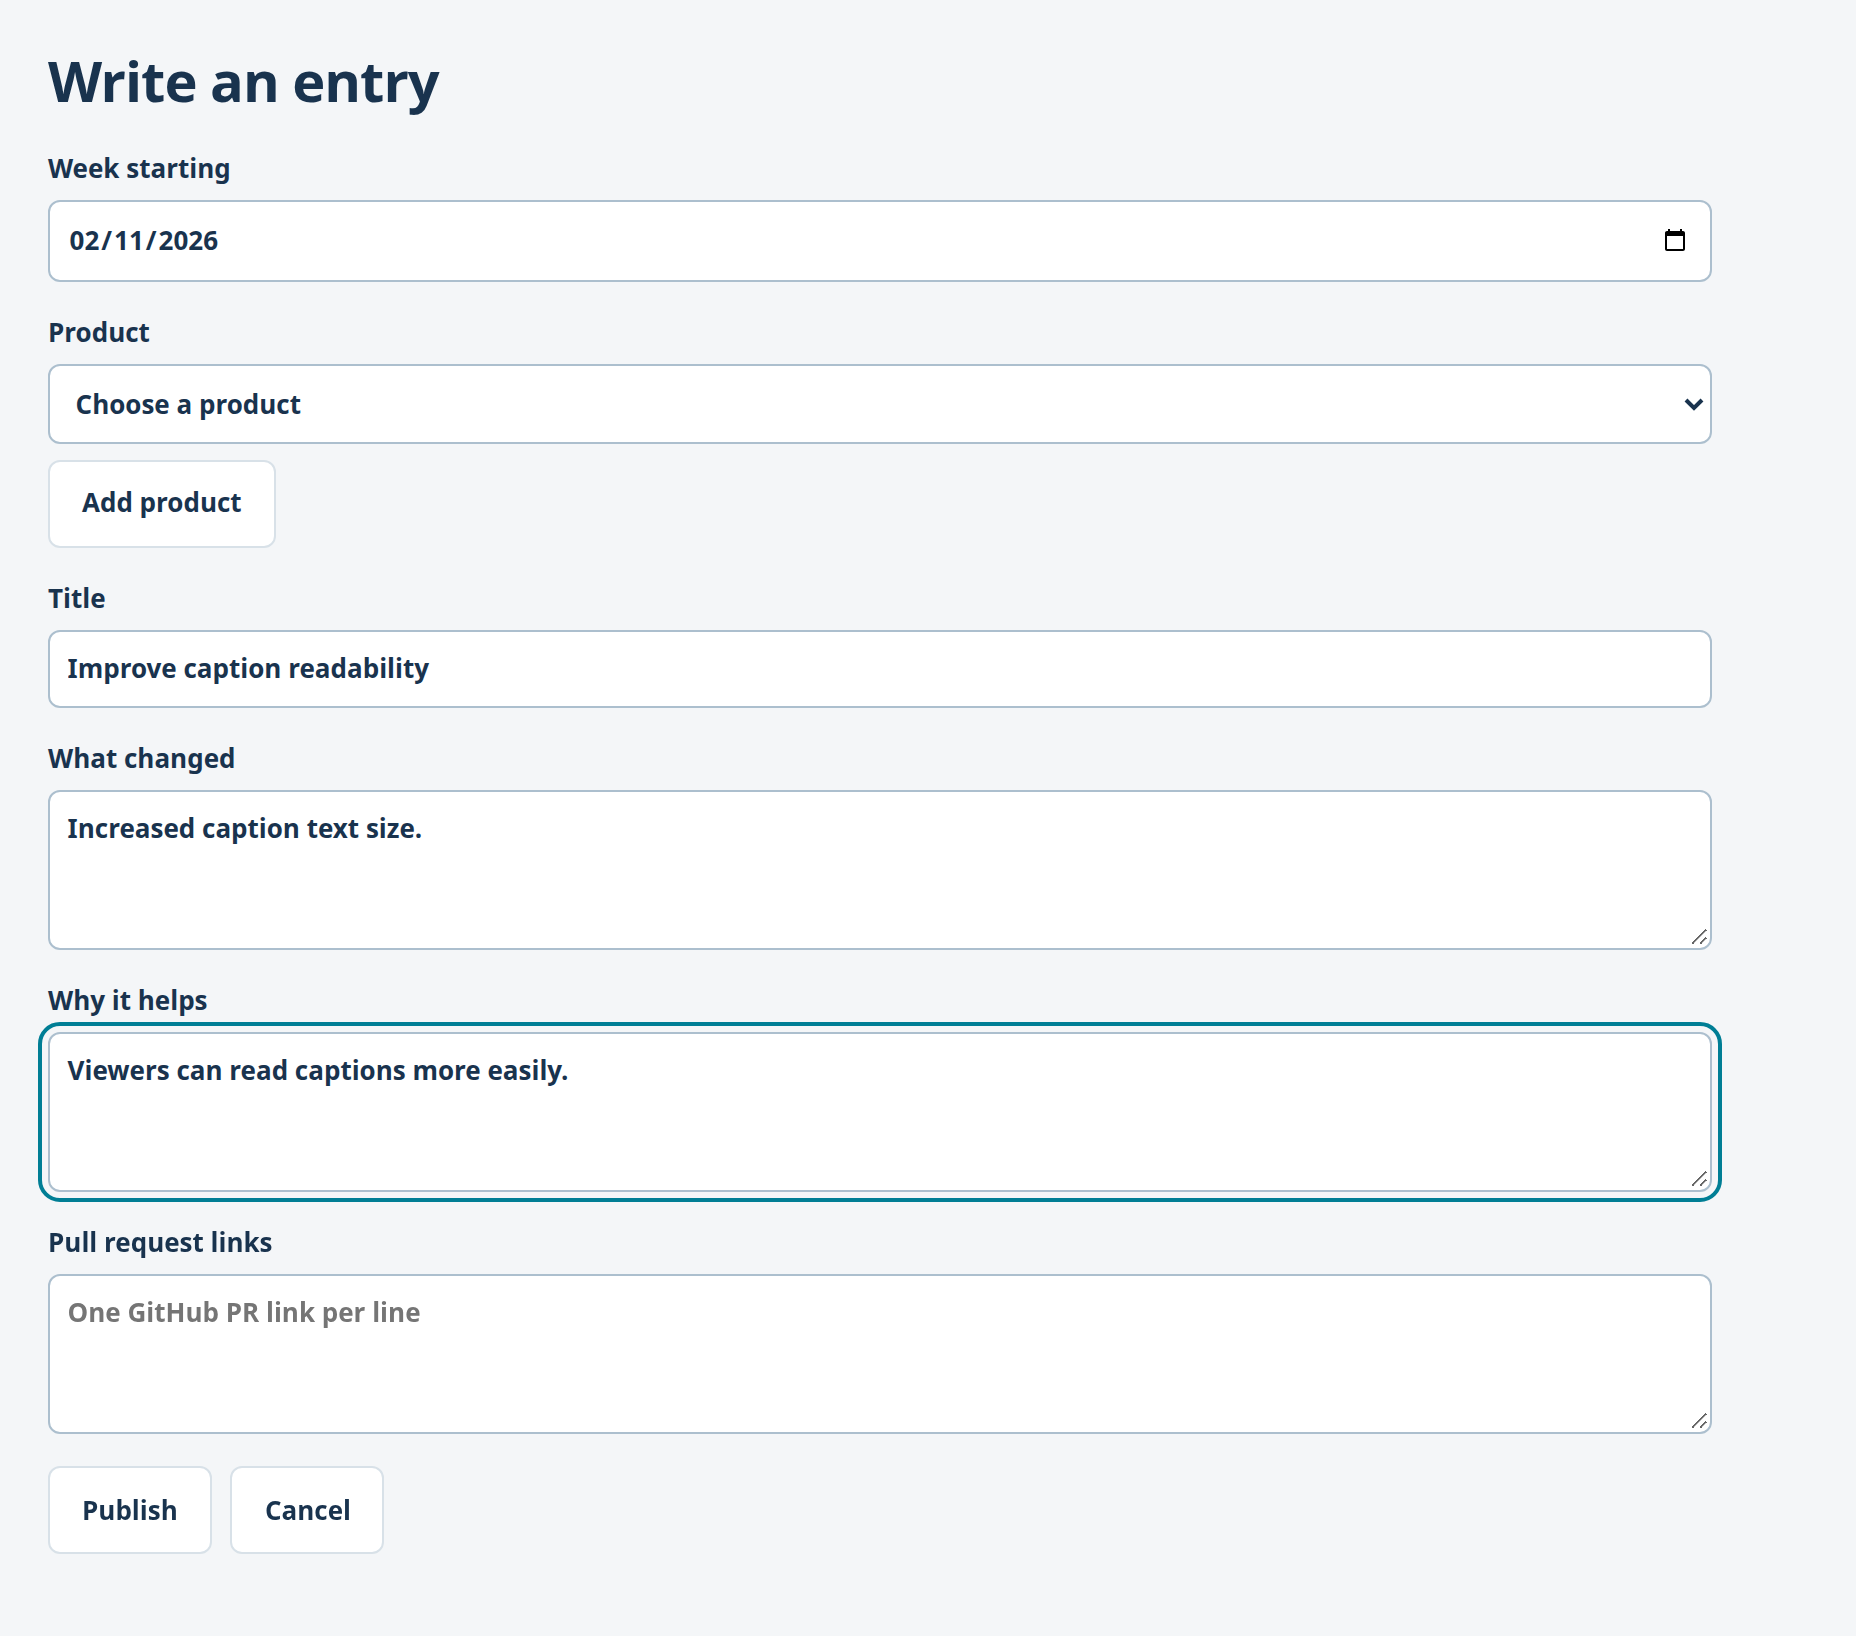 Write an entry
Week starting
02/11/2026
Product
Choose a product
Add product
Title
Improve caption readability
What changed
Increased caption text size.
Why it helps
Viewers can read captions more easily.
Pull request links
One GitHub PR link per line
Publish
Cancel